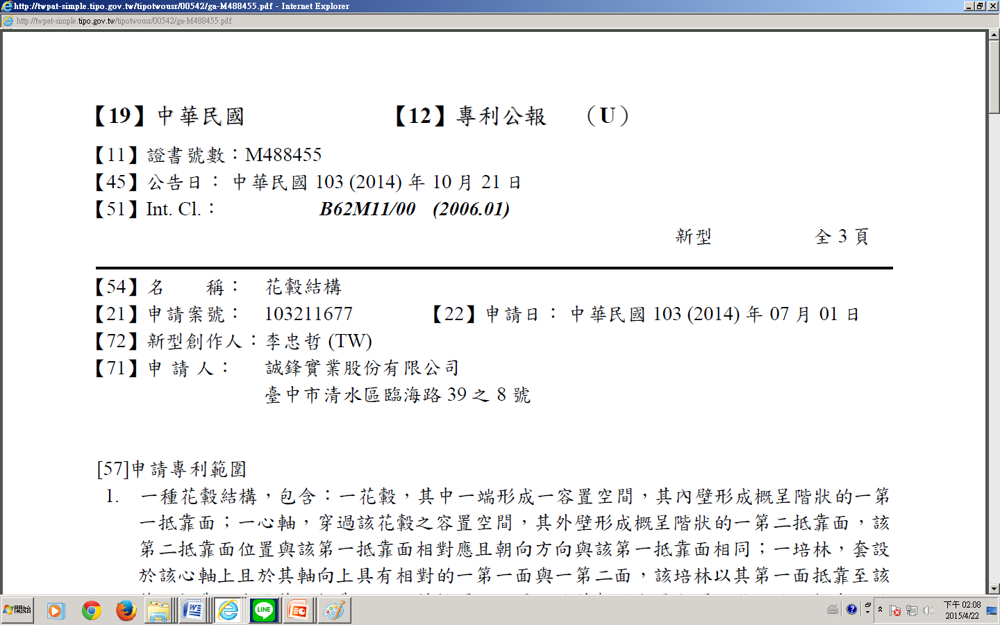 http://twpat-simple.tipo.gov.tw/tipotwousr/00542/ga-M488455.pdf - Internet Explorer
http://twpat-simple.tipo.gov.tw/tipotwousr/00542/ga-M488455.pdf
【19】中華民國 【12】專利公報 （U）
【11】證書號數：M488455
【45】公告日： 中華民國 103 (2014) 年 10 月 21 日
【51】Int. Cl.： B62M11/00 (2006.01)
新型 全 3 頁
【54】名 稱： 花轂結構
【21】申請案號： 103211677 【22】申請日： 中華民國 103 (2014) 年 07 月 01 日
【72】新型創作人：李忠哲 (TW)
【71】申 請 人： 誠鋒實業股份有限公司
臺中市清水區臨海路 39 之 8 號
[57]申請專利範圍
1. 一種花轂結構，包含：一花轂，其中一端形成一容置空間，其內壁形成概呈階狀的一第
一抵靠面；一心軸，穿過該花轂之容置空間，其外壁形成概呈階狀的一第二抵靠面，該
第二抵靠面位置與該第一抵靠面相對應且朝向方向與該第一抵靠面相同；一培林，套設
於該心軸上且於其軸向上具有相對的一第一面與一第二面，該培林以其第一面抵靠至該
開始
LINE
下午 02:08
2015/4/22